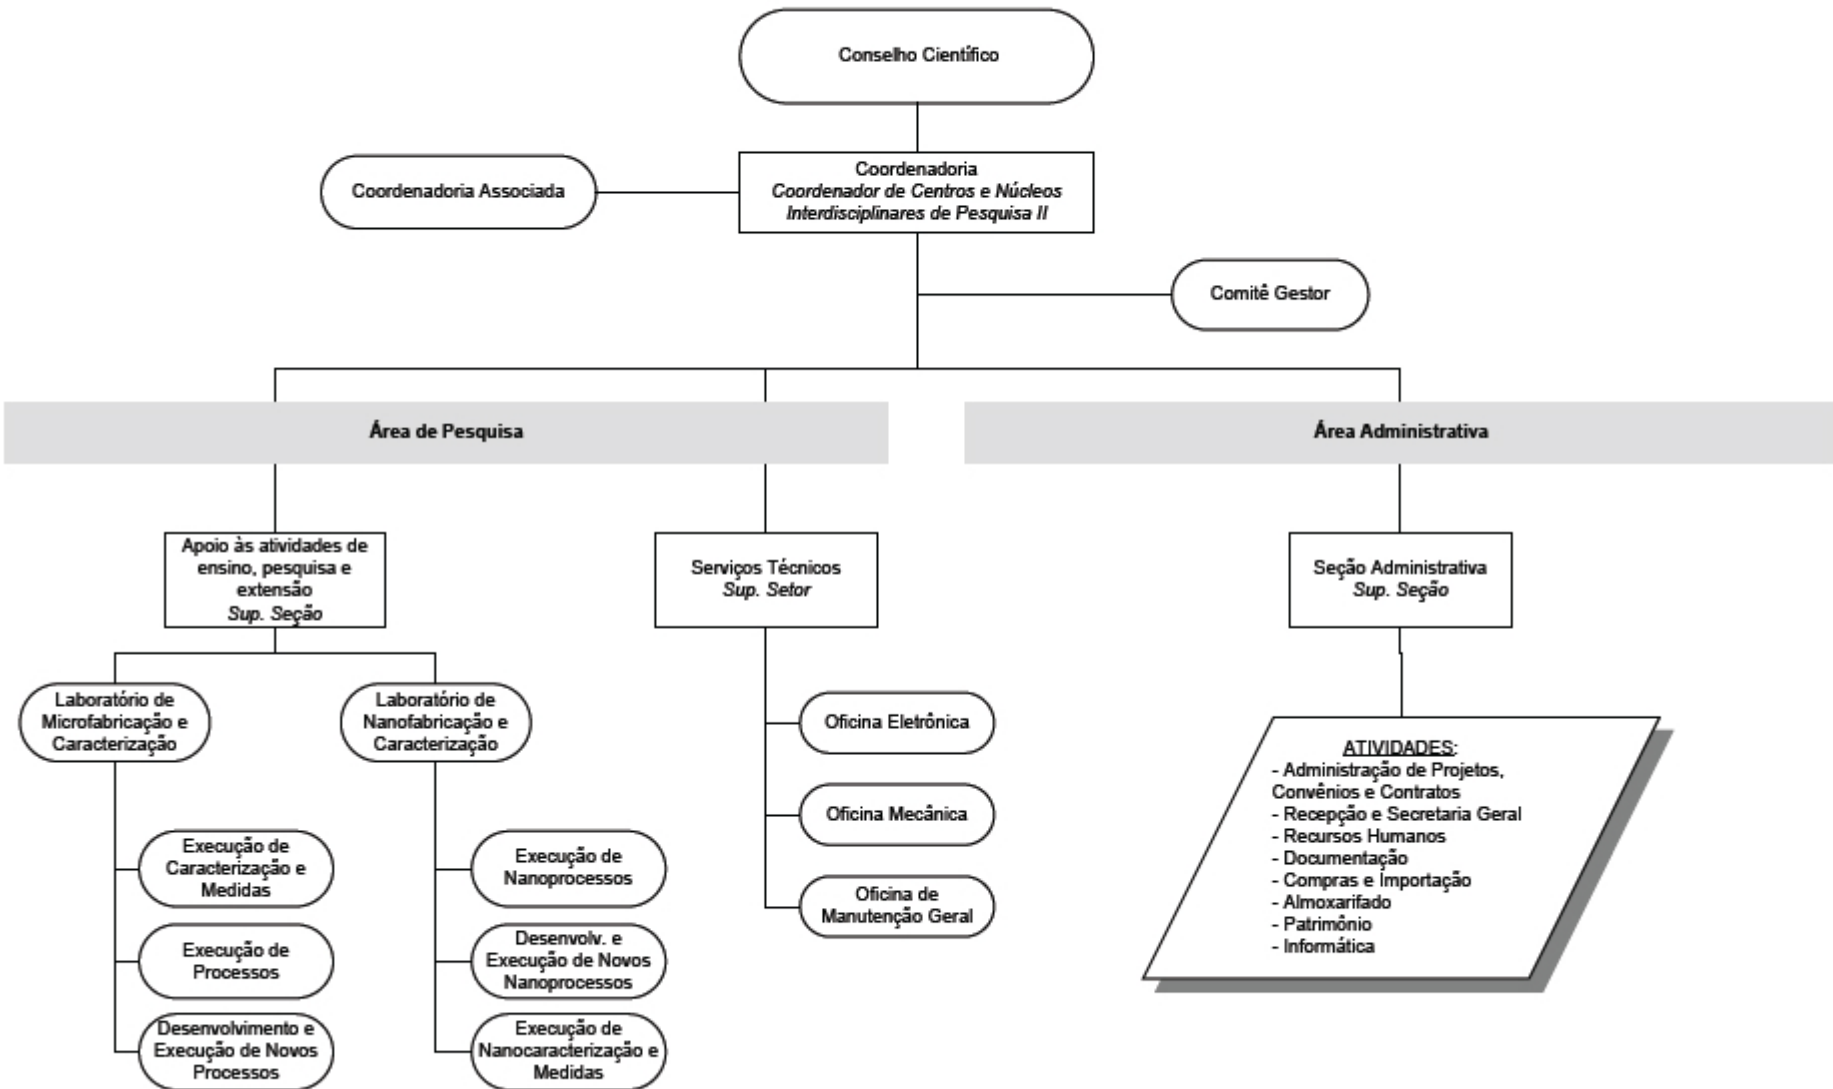 Conselho Científico
Coordenadoria
Coordenador de Centros e Núcleos
Interdisciplinares de Pesquisa II
Coordenadoria Associada
Comitê Gestor
Área de Pesquisa
Área Administrativa
Apoio às atividades de
ensino, pesquisa e
extensão
Sup. Seção
Serviços Técnicos
Sup. Setor
Seção Administrativa
Sup. Seção
Laboratório de
Microfabricação e
Caracterização
Laboratório de
Nanofabricação e
Caracterização
Execução de
Caracterização e
Medidas
Execução de
Processos
Desenvolvimento e
Execução de Novos
Processos
Execução de
Nanoprocessos
Desenvolv. e
Execução de Novos
Nanoprocessos
Execução de
Nanocaracterização e
Medidas
Oficina Eletrônica
Oficina Mecânica
Oficina de
Manutenção Geral
ATIVIDADES:
- Administração de Projetos,
Convênios e Contratos
- Recepção e Secretaria Geral
- Recursos Humanos
- Documentação
- Compras e Importação
- Almoxarifado
- Patrimônio
- Informática